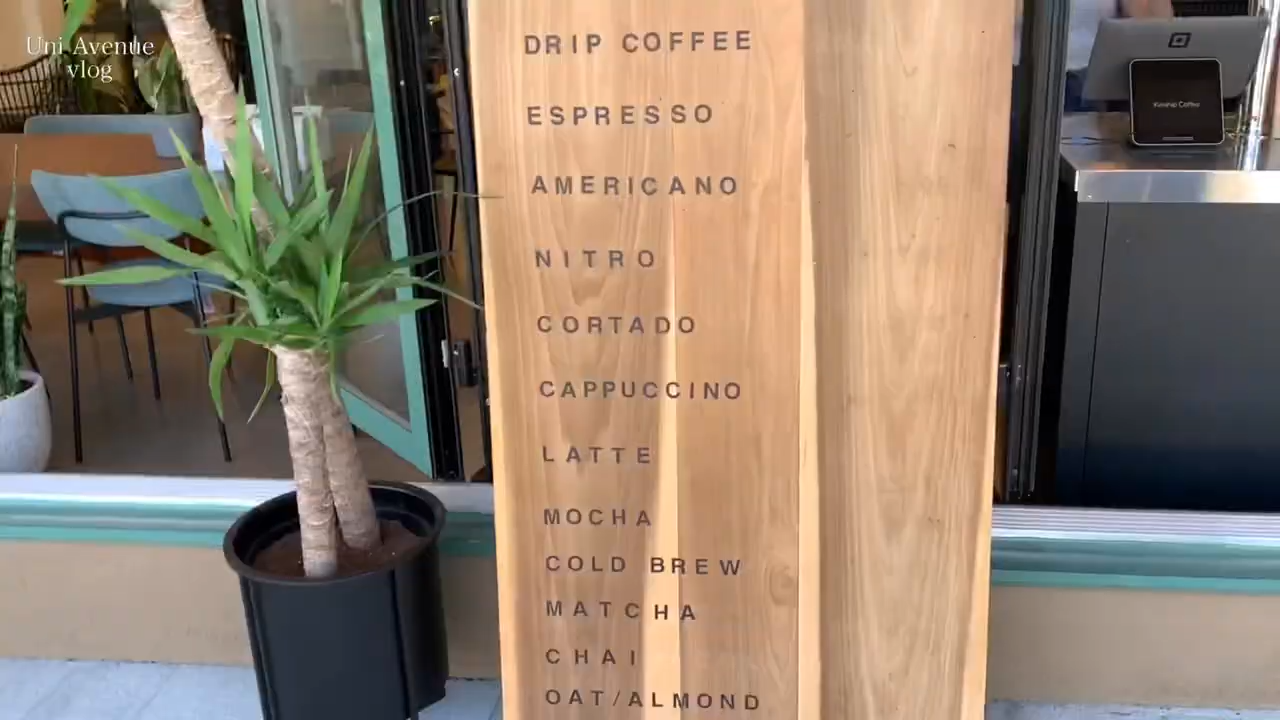 Uni Avenue
vlog
DRIP COFFEE
ESPRESSO
AMERICANO
NITRO
CORTADO
CAPPUCCINO
LATTE
MOCHA
COLD BREW
MATCHA
CHAI
OAT/ALMOND